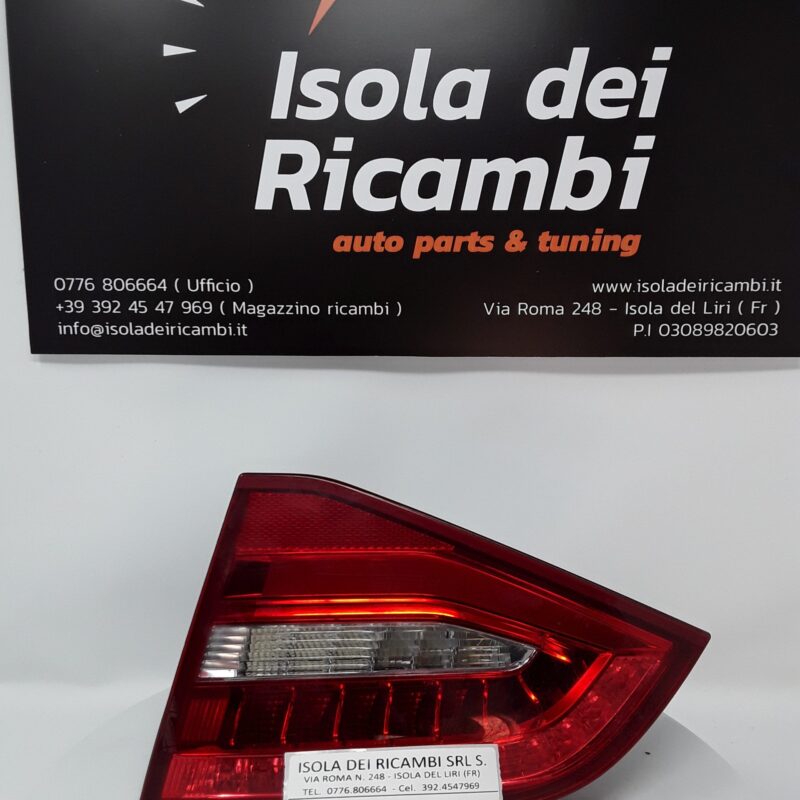 Isola dei
Ricambi
auto parts & tuning
0776 806664 ( Ufficio )
+39 392 45 47 969 ( Magazzino ricambi )
info@isoladeiricambi.it
www.isoladeiricambi.it
Via Roma 248 - Isola del Liri ( Fr )
P.I 03089820603
ISOLA DEI RICAMBI SRL S.
VIA ROMA N. 248 - ISOLA DEL LIRI (FR)
TEL. 0776.806664 - Cel. 392.4547969